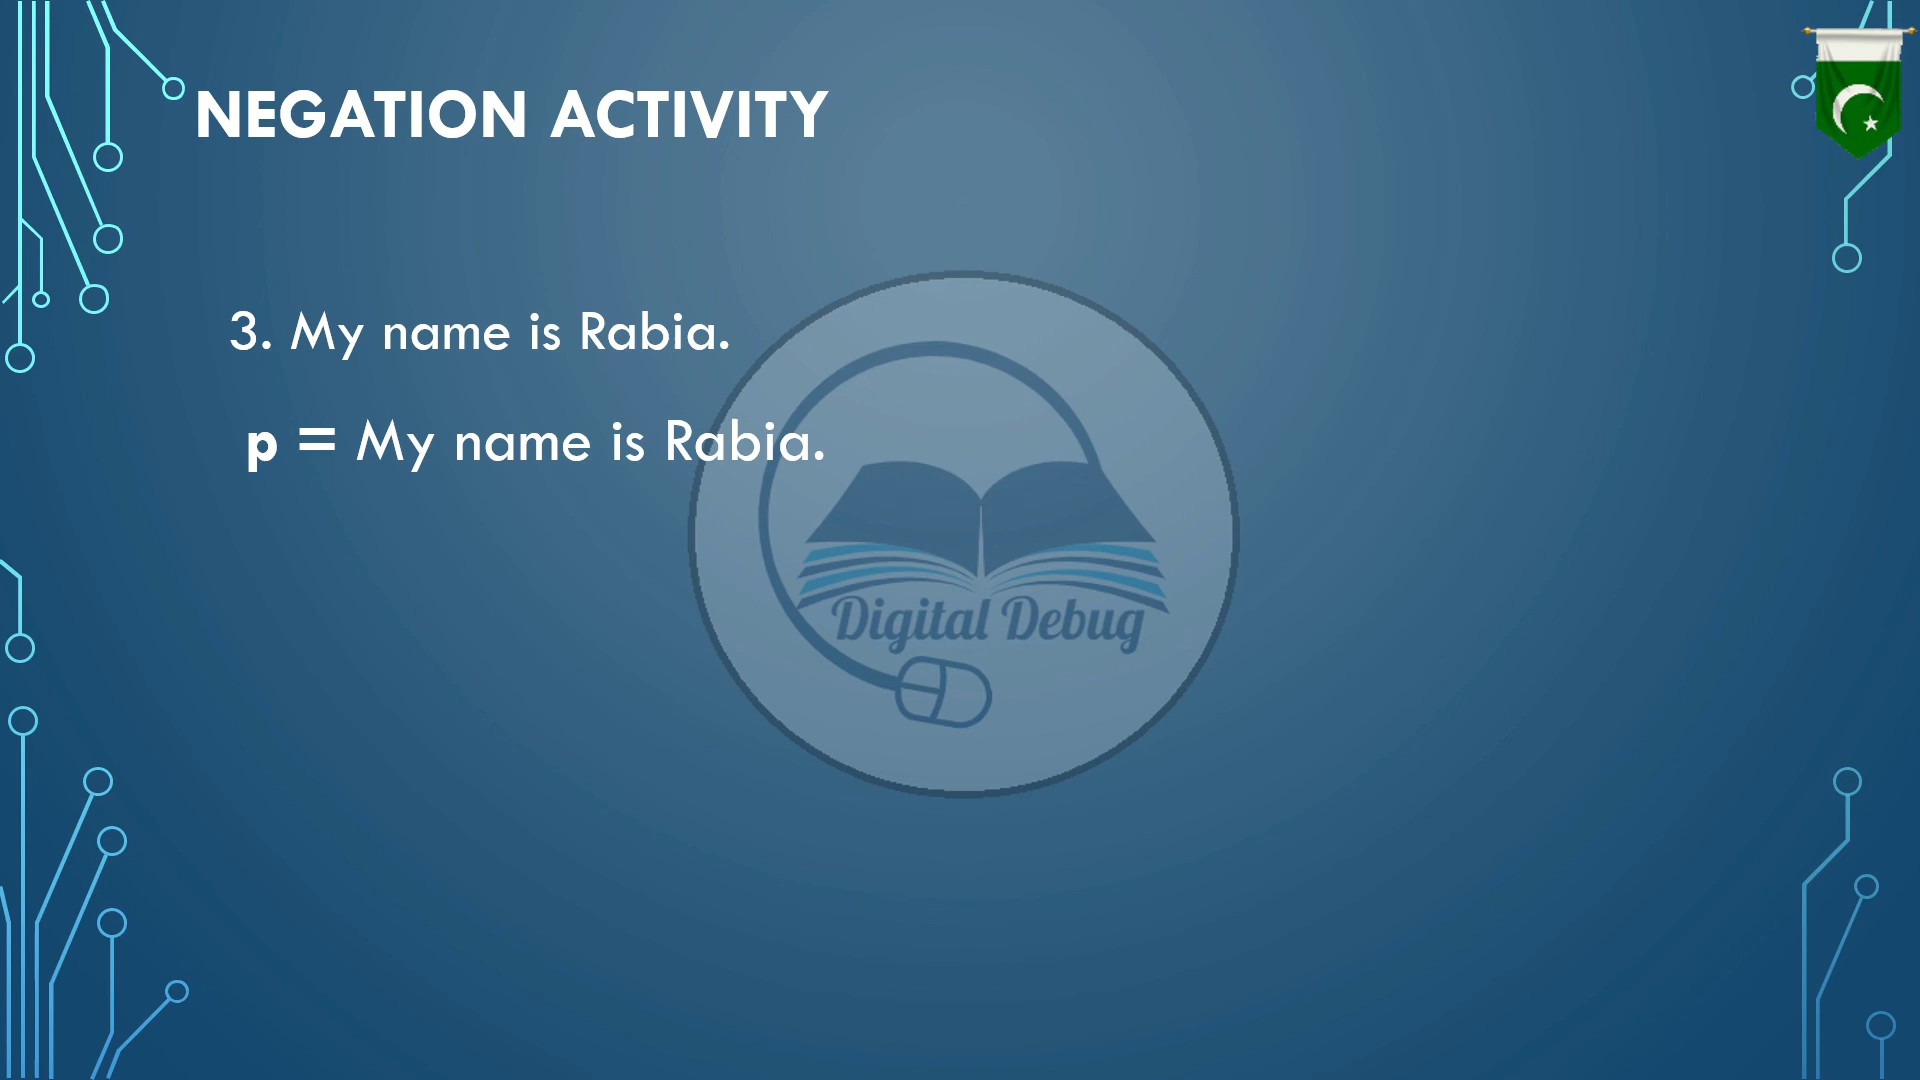 NEGATION ACTIVITY
3. My name is Rabia.
p = My name is Rabia.
Digital Debug